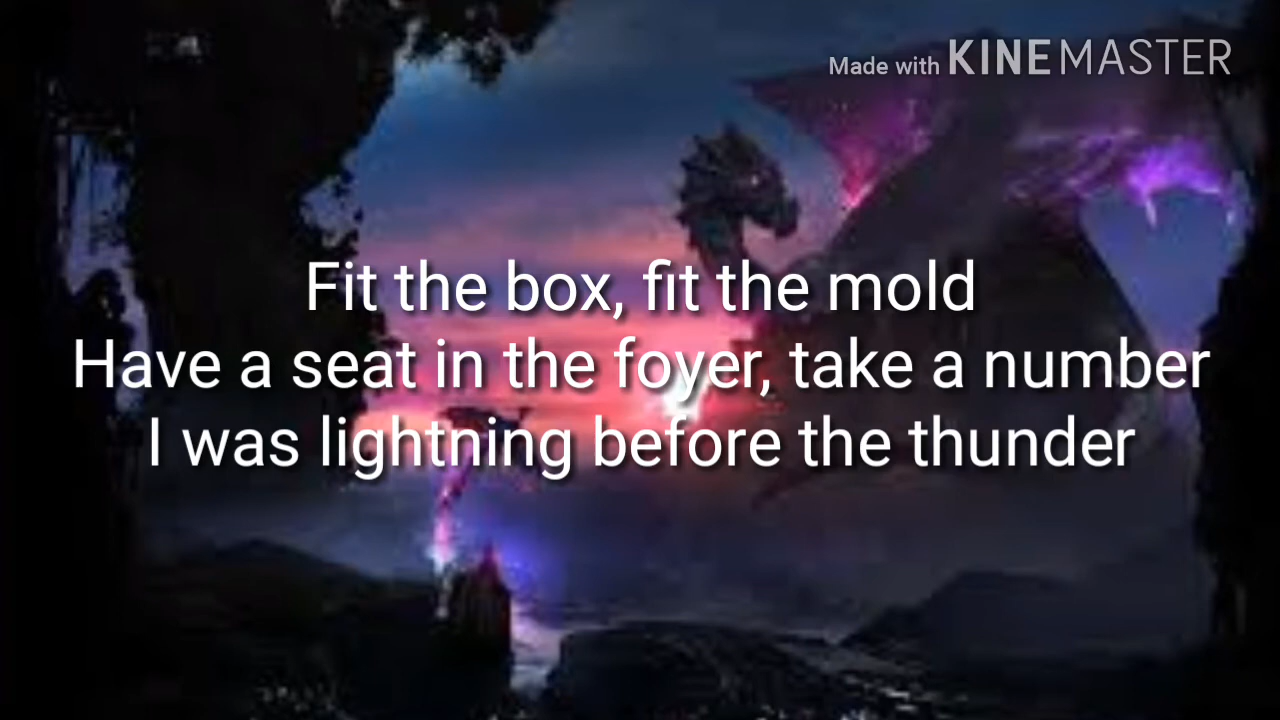 Made with KINEMASTER
Fit the box, fit the mold
Have a seat in the foyer, take a number
I was lightning before the thunder